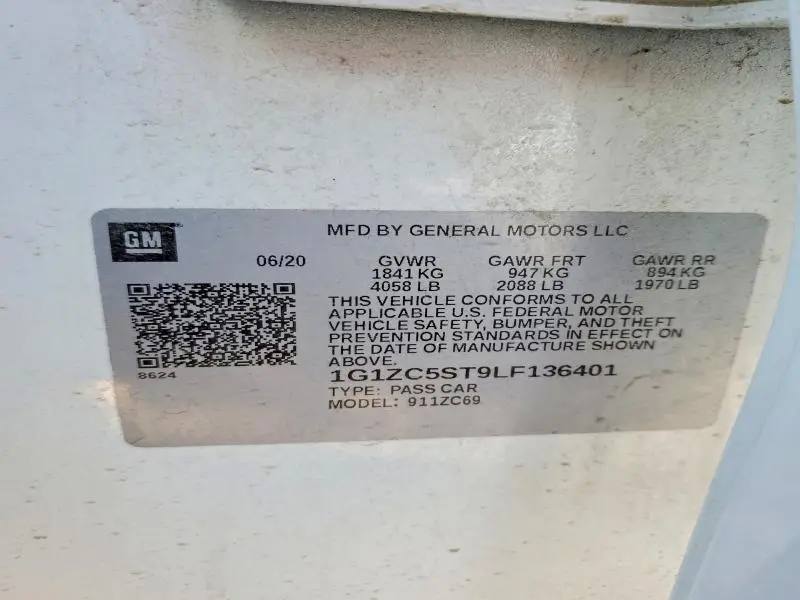 GM
MFD BY GENERAL MOTORS LLC
06/20 GVWR GAWR FRT GAWR RR
1841 KG 947 KG 894 KG
4058 LB 2088 LB 1970 LB
THIS VEHICLE CONFORMS TO ALL
APPLICABLE U.S. FEDERAL MOTOR
VEHICLE SAFETY, BUMPER, AND THEFT
PREVENTION STANDARDS IN EFFECT ON
THE DATE OF MANUFACTURE SHOWN
ABOVE.
8624
1G1ZC5ST9LF136401
TYPE: PASS CAR
MODEL: 911ZC69